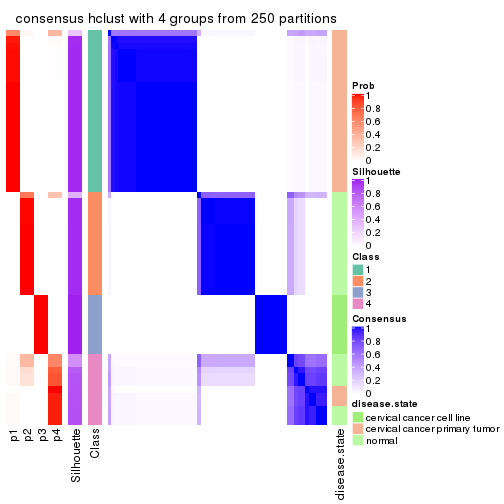 consensus hclust with 4 groups from 250 partitions
Prob
1
0.8
0.6
0.4
0.2
0
Silhouette
1
0.8
0.6
0.4
0.2
0
Class
1
2
3
4
Consensus
1
0.8
0.6
0.4
0.2
0
disease.state
cervical cancer cell line
cervical cancer primary tumor
normal
p1
p2
p3
p4
Silhouette
Class
disease.state